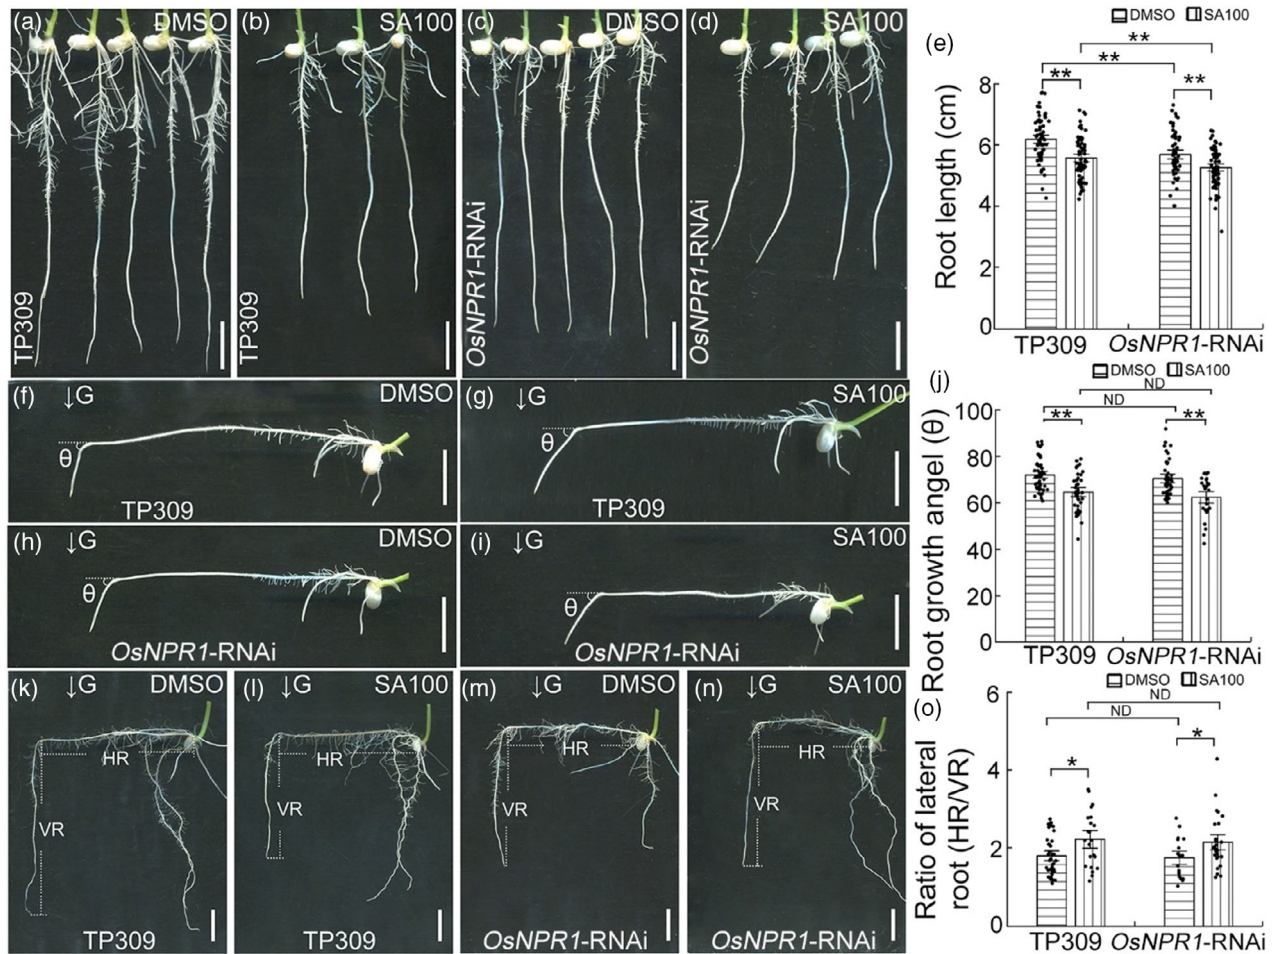 (a) DMSO
TP309
(b) SA100
TP309
(c) DMSO
OsNPR1-RNAi
(d) SA100
OsNPR1-RNAi
(e)
DMSO SA100
**
**
** **
Root length (cm)
8
6
4
2
0
TP309 OsNPR1-RNAi
(f) ↓G DMSO
θ
TP309
(g) ↓G SA100
θ
TP309
(h) ↓G DMSO
θ
OsNPR1-RNAi
(i) ↓G SA100
θ
OsNPR1-RNAi
(j)
DMSO SA100
ND
ND
** **
Root growth angel (θ)
100
80
60
40
20
0
TP309 OsNPR1-RNAi
(k) ↓G DMSO
HR
VR
TP309
(l) ↓G SA100
HR
VR
TP309
(m) ↓G DMSO
HR
VR
OsNPR1-RNAi
(n) ↓G SA100
HR
VR
OsNPR1-RNAi
(o)
DMSO SA100
ND
ND
* *
Ratio of lateral
root (HR/VR)
6
4
2
0
TP309 OsNPR1-RNAi